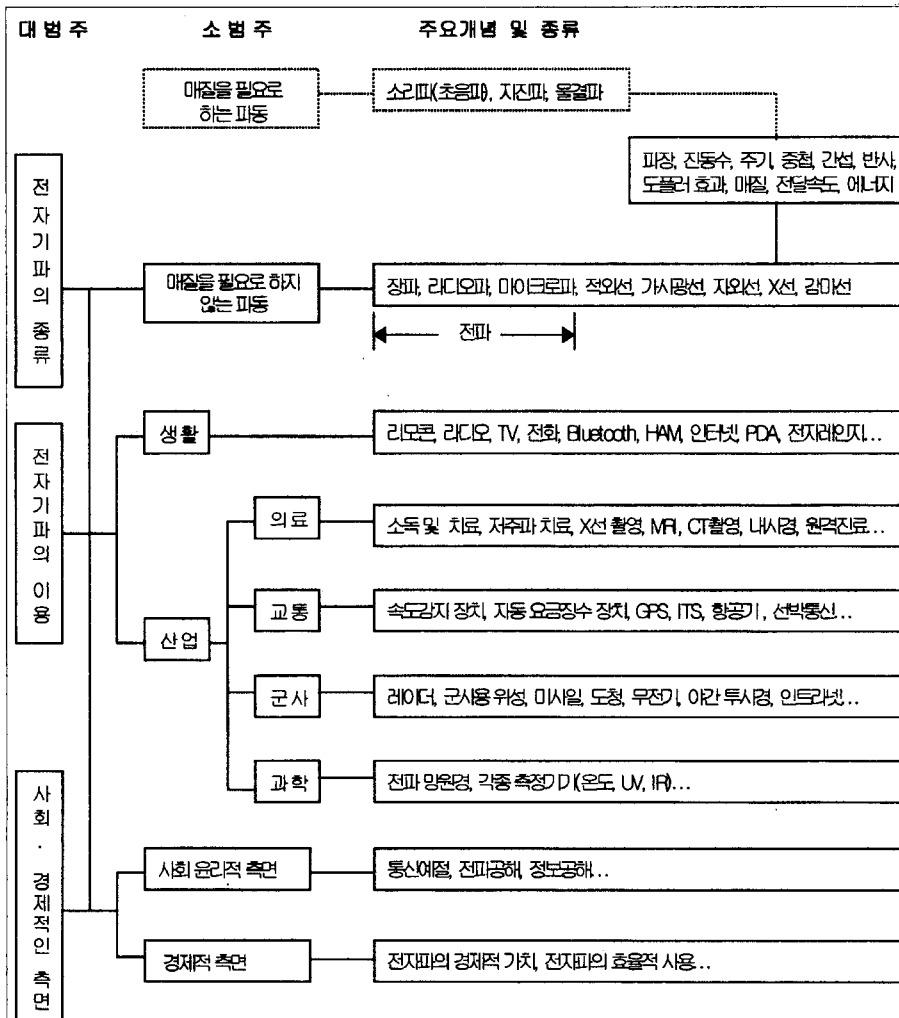 대 범 주 소 범 주 주요개념 및 종류
매질을 필요로
하는 파동
소리파(초음파), 지진파, 물결파
파장, 진동수, 주기, 중첩, 간섭, 반사,
도플러 효과, 매질, 전달속도, 에너지
전자기파의 종류
매질을 필요로 하지
않는 파동
장파, 라디오파, 마이크로파, 적외선, 가시광선, 자외선, X선, 감마선
전파
전자기파의 이용
생활
리모콘, 라디오, TV, 전화, Bluetooth, HAM, 인터넷, PDA, 전자레인지...
의료
소독 및 치료, 저주파 치료, X선 촬영, MRI, CT촬영, 내시경, 원격진료...
교통
속도감지 장치, 자동 요금징수 장치, GPS, ITS, 항공기, 선박통신...
산업
군사
레이더, 군사용 위성, 미사일, 도청, 무전기, 야간 투시경, 인트라넷...
과학
전파 망원경, 각종 측정기기(온도, UV, IR)...
사회 · 경제적인 측면
사회 윤리적 측면
통신예절, 전파공해, 정보공해...
경제적 측면
전자파의 경제적 가치, 전자파의 효율적 사용...